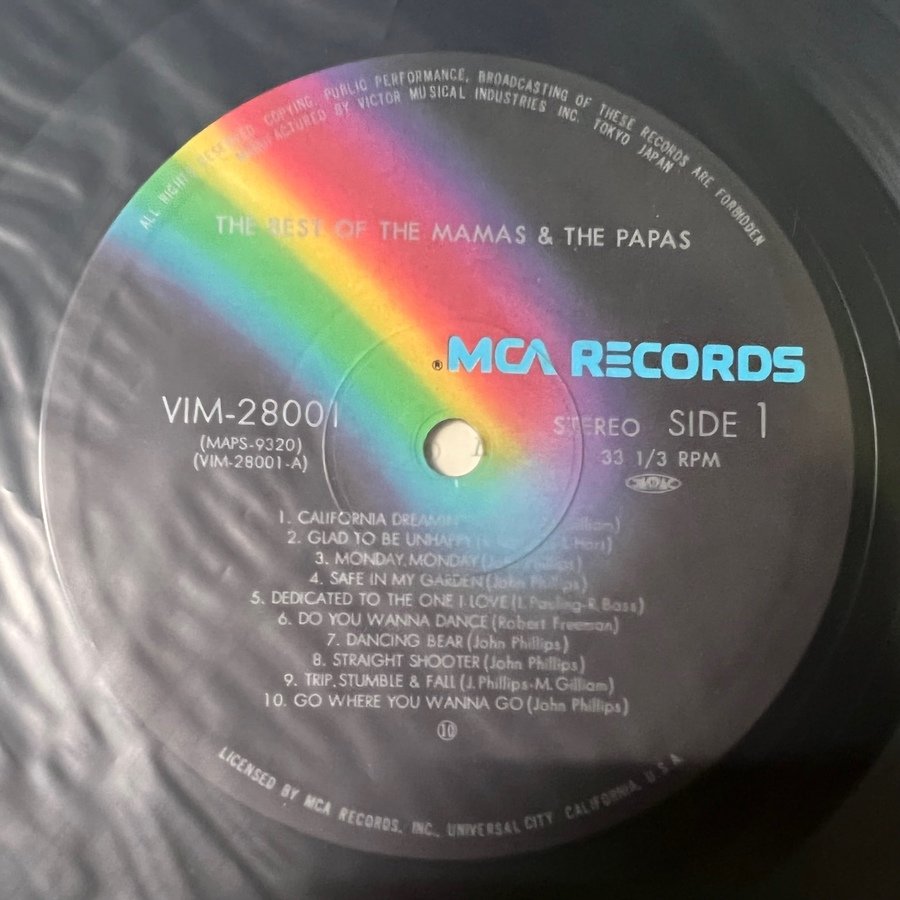 ALL RIGHTS RESERVED. COPYING, PUBLIC PERFORMANCE, BROADCASTING OF THESE RECORDS ARE FORBIDDEN
MANUFACTURED BY VICTOR MUSICAL INDUSTRIES INC. TOKYO JAPAN
THE BEST OF THE MAMAS & THE PAPAS
® MCA RECORDS
VIM-28001
STEREO SIDE 1
(MAPS-9320)
(VIM-28001-A)
33 1/3 RPM
1. CALIFORNIA DREAMIN' Gilliam)
2. GLAD TO BE UNHAPPY Hart)
3. MONDAY, MONDAY (John Phillips)
4. SAFE IN MY GARDEN (John Phillips)
5. DEDICATED TO THE ONE I LOVE (L. Pauling-R. Bass)
6. DO YOU WANNA DANCE (Robert Freeman)
7. DANCING BEAR (John Phillips)
8. STRAIGHT SHOOTER (John Phillips)
9. TRIP, STUMBLE & FALL (J. Phillips-M. Gilliam)
10. GO WHERE YOU WANNA GO (John Phillips)
⑩
LICENSED BY MCA RECORDS, INC., UNIVERSAL CITY CALIFORNIA, U.S.A.